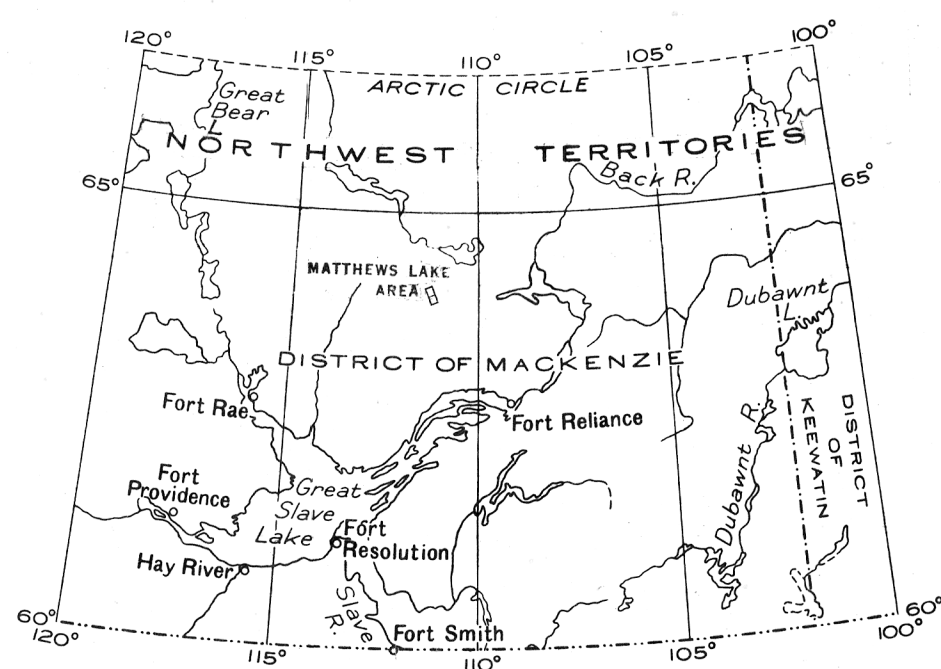 120°
115°
110°
105°
100°
ARCTIC CIRCLE
Great
Bear
L
NORTHWEST TERRITORIES
Back R.
65°
65°
MATTHEWS LAKE
AREA
Dubawnt
L.
DISTRICT OF MACKENZIE
Fort Rae
Fort Reliance
DISTRICT
OF
KEEWATIN
Dubawnt R.
Fort
Providence
Great
Slave
Lake
Fort
Resolution
Hay River
Slave
R.
Fort Smith
60°
120°
115°
110°
105°
60°
100°